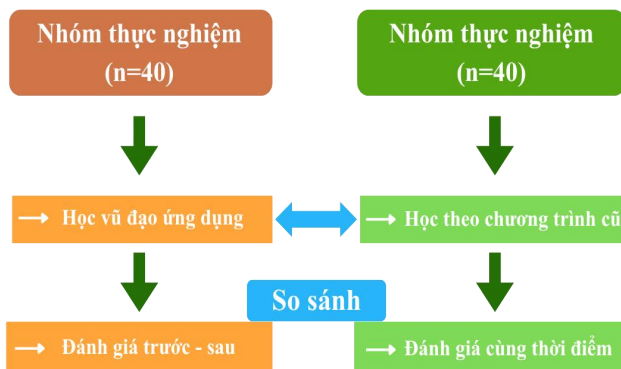 Nhóm thực nghiệm
(n=40)
Nhóm thực nghiệm
(n=40)
Học vũ đạo ứng dụng
Học theo chương trình cũ
So sánh
Đánh giá trước - sau
Đánh giá cùng thời điểm